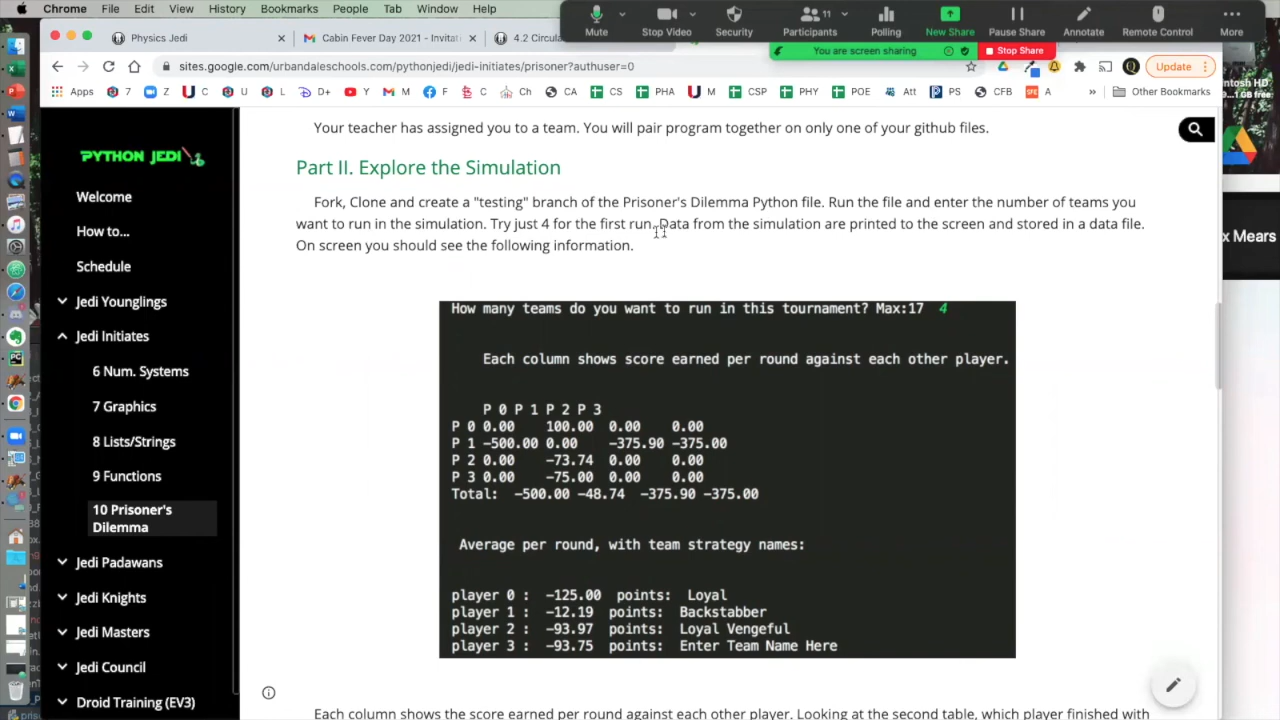 Chrome File Edit View History Bookmarks People Tab Window Help
Mute Stop Video Security 11 Participants Polling New Share Pause Share Annotate Remote Control More
Physics Jedi × Cabin Fever Day 2021 - Invitat × 4.2 Circula
You are screen sharing Stop Share
sites.google.com/urbandaleschools.com/pythonjedi/jedi-initiates/prisoner?authuser=0
Update
Apps 7 Z C U L D+ Y M F C CA CS PHA M CSP PHY POE Att PS CFB A » Other Bookmarks
PYTHON JEDI
Welcome
How to...
Schedule
Jedi Younglings
Jedi Initiates
6 Num. Systems
7 Graphics
8 Lists/Strings
9 Functions
10 Prisoner's
Dilemma
Jedi Padawans
Jedi Knights
Jedi Masters
Jedi Council
Droid Training (EV3)
Your teacher has assigned you to a team. You will pair program together on only one of your github files.
Part II. Explore the Simulation
Fork, Clone and create a "testing" branch of the Prisoner's Dilemma Python file. Run the file and enter the number of teams you
want to run in the simulation. Try just 4 for the first run. Data from the simulation are printed to the screen and stored in a data file.
On screen you should see the following information.
How many teams do you want to run in this tournament? Max:17 4
Each column shows score earned per round against each other player.
P 0 P 1 P 2 P 3
P 0 0.00 100.00 0.00 0.00
P 1 -500.00 0.00 -375.90 -375.00
P 2 0.00 -73.74 0.00 0.00
P 3 0.00 -75.00 0.00 0.00
Total: -500.00 -48.74 -375.90 -375.00
Average per round, with team strategy names:
player 0 : -125.00 points: Loyal
player 1 : -12.19 points: Backstabber
player 2 : -93.97 points: Loyal Vengeful
player 3 : -93.75 points: Enter Team Name Here
Each column shows the score earned per round against each other player. Looking at the second table, which player finished with
x Mears